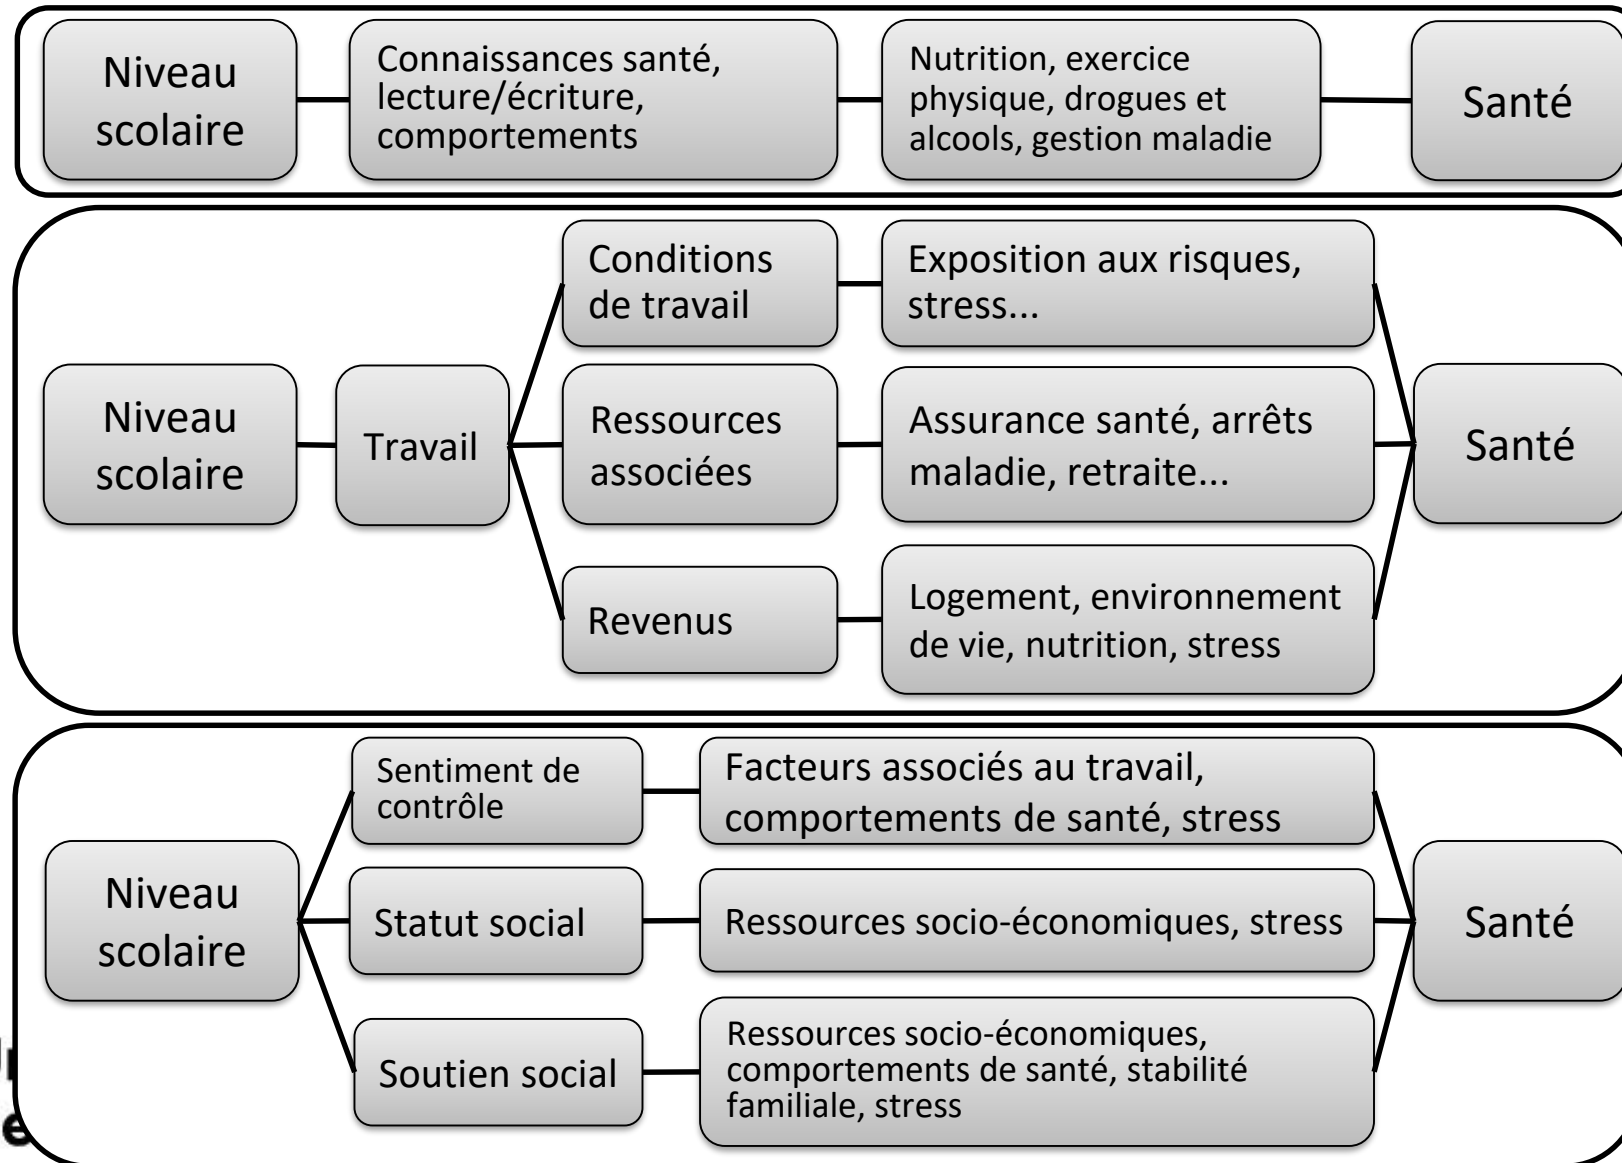 Niveau
scolaire
Connaissances santé,
lecture/écriture,
comportements
Nutrition, exercice
physique, drogues et
alcools, gestion maladie
Santé
Niveau
scolaire
Travail
Conditions
de travail
Exposition aux risques,
stress...
Ressources
associées
Assurance santé, arrêts
maladie, retraite...
Revenus
Logement, environnement
de vie, nutrition, stress
Santé
Niveau
scolaire
Sentiment de
contrôle
Facteurs associés au travail,
comportements de santé, stress
Statut social
Ressources socio-économiques, stress
Soutien social
Ressources socio-économiques,
comportements de santé, stabilité
familiale, stress
Santé